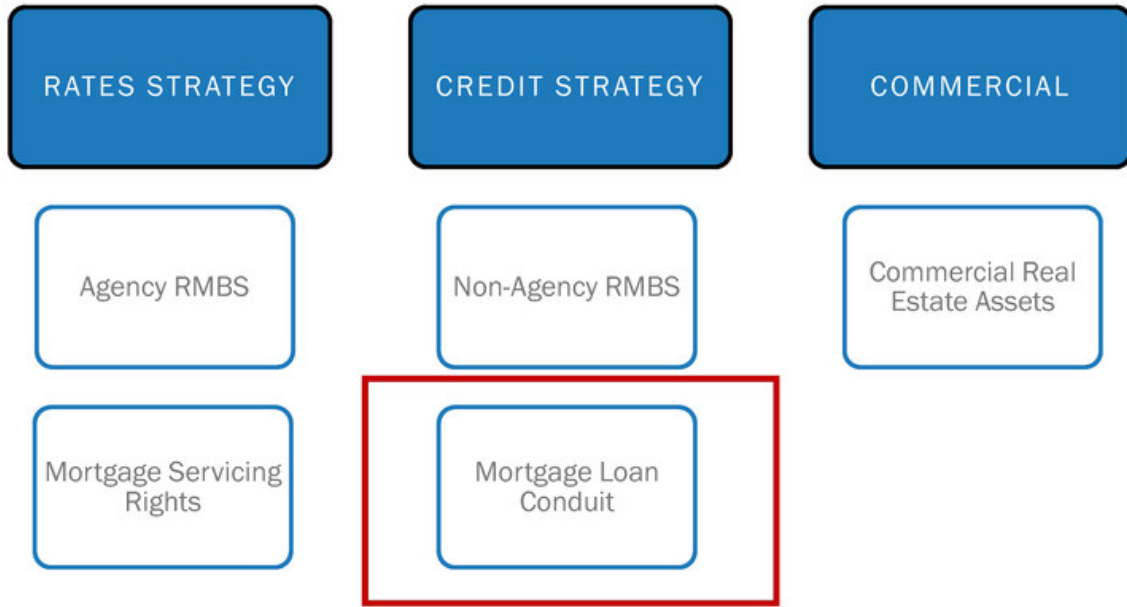 RATES STRATEGY
CREDIT STRATEGY
COMMERCIAL
Agency RMBS
Non-Agency RMBS
Commercial Real
Estate Assets
Mortgage Servicing
Rights
Mortgage Loan
Conduit